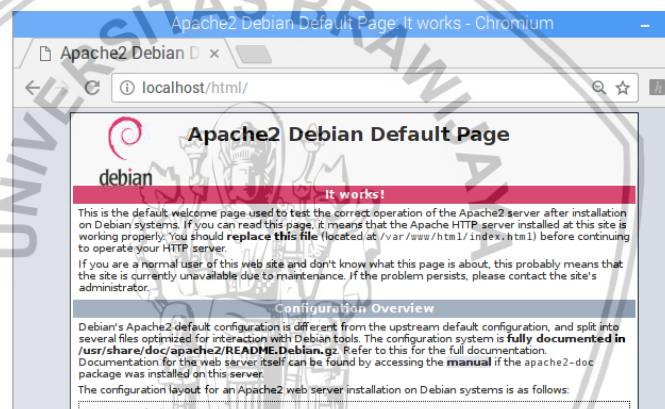 Apache2 Debian Default Page: It works - Chromium
Apache2 Debian D
localhost/html/
Apache2 Debian Default Page
debian
It works!
This is the default welcome page used to test the correct operation of the Apache2 server after installation
on Debian systems. If you can read this page, it means that the Apache HTTP server installed at this site is
working properly. You should replace this file (located at /var/www/html/index.html) before continuing
to operate your HTTP server.
If you are a normal user of this web site and don't know what this page is about, this probably means that
the site is currently unavailable due to maintenance. If the problem persists, please contact the site's
administrator.
Configuration Overview
Debian's Apache2 default configuration is different from the upstream default configuration, and split into
several files optimized for interaction with Debian tools. The configuration system is fully documented in
/usr/share/doc/apache2/README.Debian.gz. Refer to this for the full documentation.
Documentation for the web server itself can be found by accessing the manual if the apache2-doc
package was installed on this server.
The configuration layout for an Apache2 web server installation on Debian systems is as follows:
UNIVERSITAS BRAWIJAYA